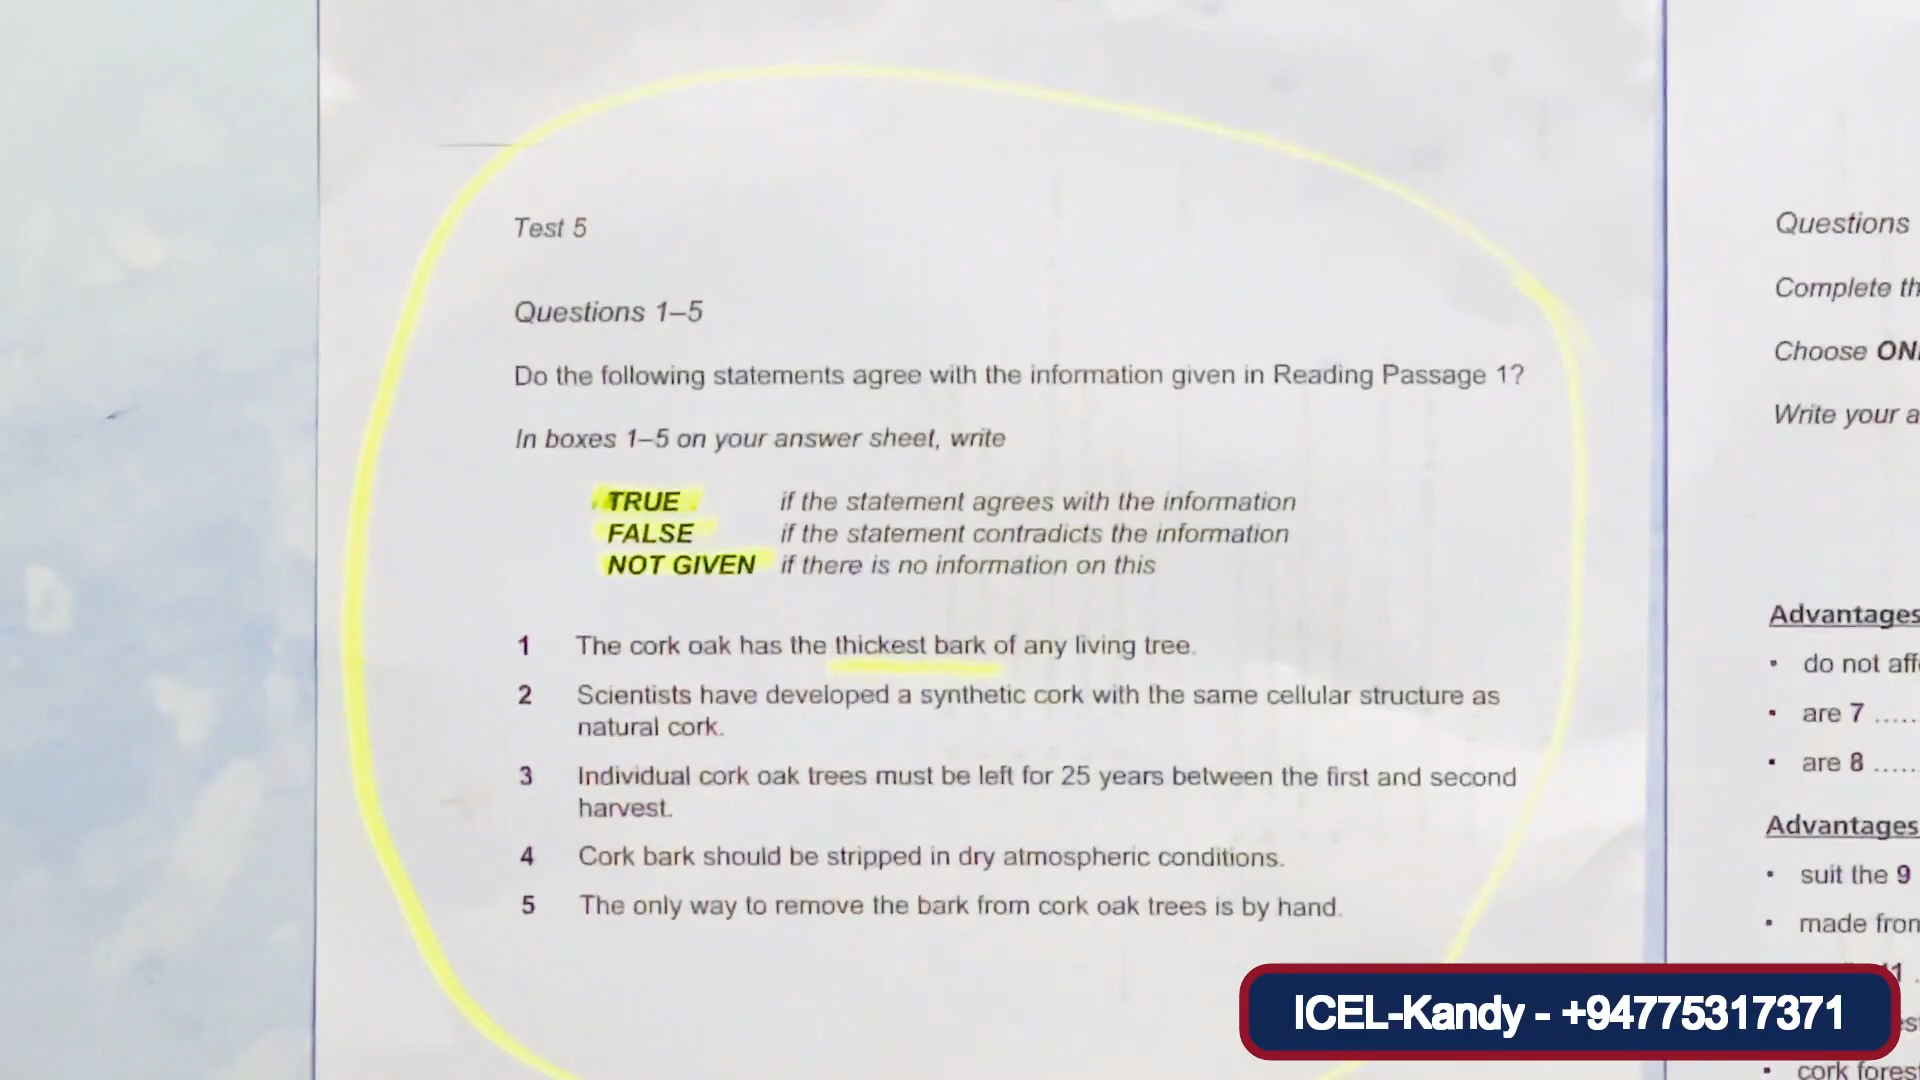 Test 5
Questions 1–5
Do the following statements agree with the information given in Reading Passage 1?
In boxes 1–5 on your answer sheet, write
TRUE if the statement agrees with the information
FALSE if the statement contradicts the information
NOT GIVEN if there is no information on this
1 The cork oak has the thickest bark of any living tree.
2 Scientists have developed a synthetic cork with the same cellular structure as
natural cork.
3 Individual cork oak trees must be left for 25 years between the first and second
harvest.
4 Cork bark should be stripped in dry atmospheric conditions.
5 The only way to remove the bark from cork oak trees is by hand.
Questions
Complete
Choose
Write your
Advantages
• do not
• are 7 .....
• are 8 .....
Advantages
• suit the 9
• made
• cork
ICEL-Kandy - +94775317371